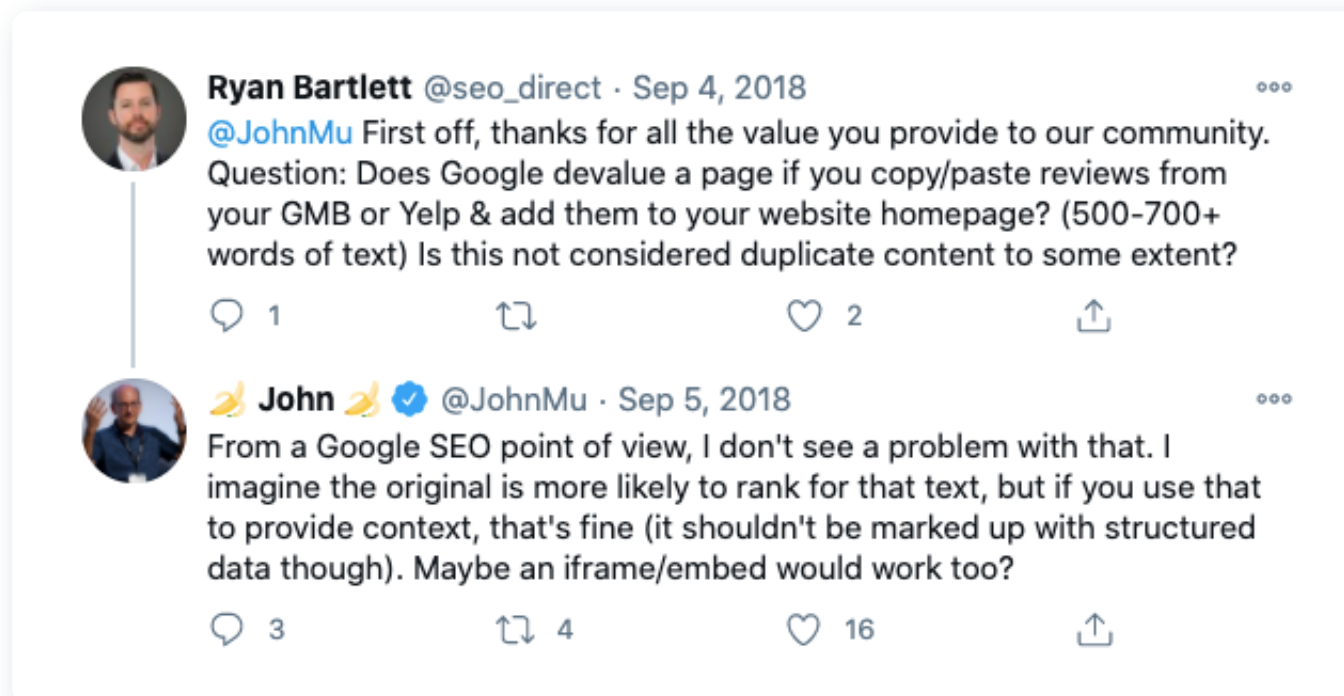 Ryan Bartlett @seo_direct · Sep 4, 2018
@JohnMu First off, thanks for all the value you provide to our community.
Question: Does Google devalue a page if you copy/paste reviews from
your GMB or Yelp & add them to your website homepage? (500-700+
words of text) Is this not considered duplicate content to some extent?
1 2
🍌 John 🍌 @JohnMu · Sep 5, 2018
From a Google SEO point of view, I don't see a problem with that. I
imagine the original is more likely to rank for that text, but if you use that
to provide context, that's fine (it shouldn't be marked up with structured
data though). Maybe an iframe/embed would work too?
3 4 16